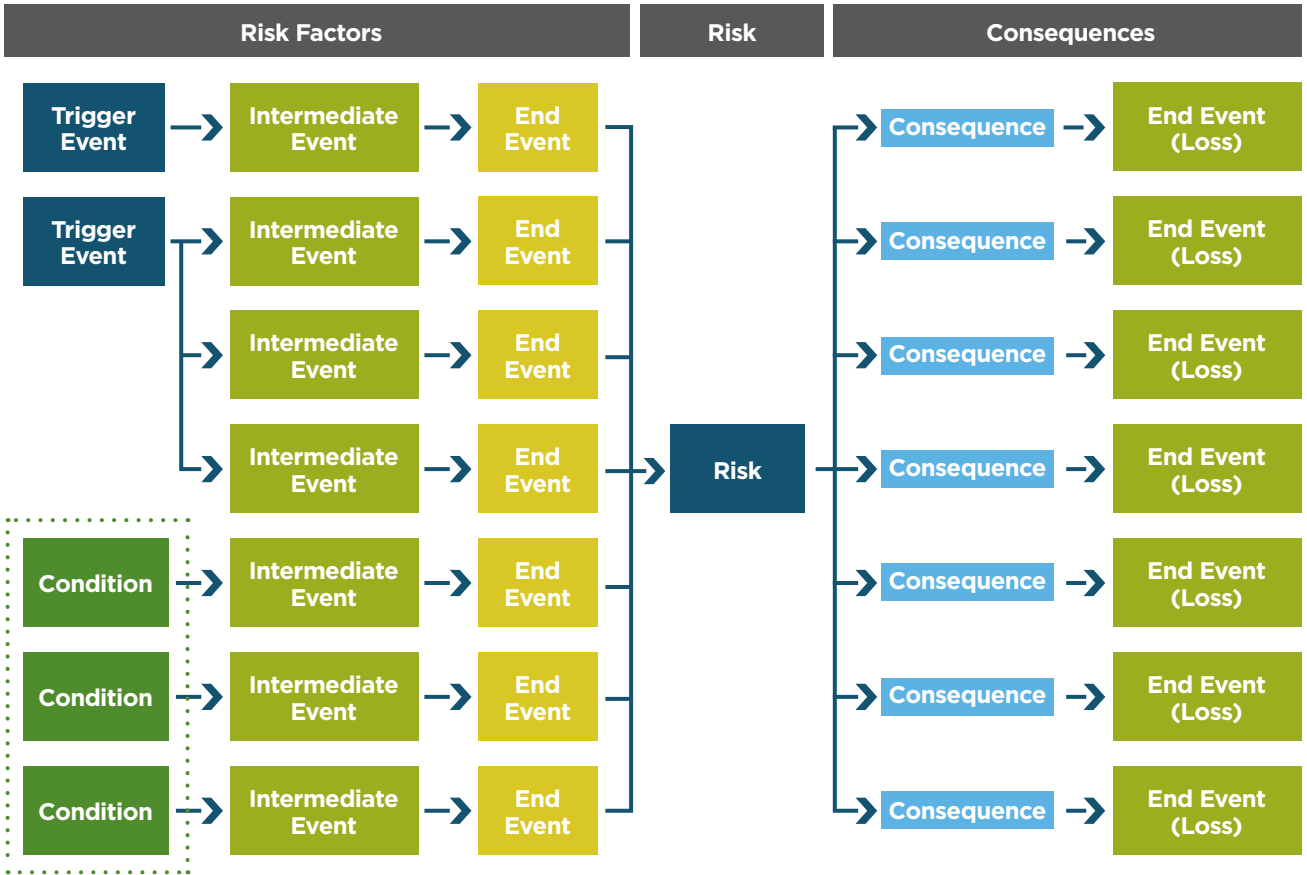 Risk Factors
Risk
Consequences
Trigger
Event
Intermediate
Event
End
Event
Consequence
End Event
(Loss)
Trigger
Event
Intermediate
Event
End
Event
Consequence
End Event
(Loss)
Intermediate
Event
End
Event
Consequence
End Event
(Loss)
Intermediate
Event
End
Event
Risk
Consequence
End Event
(Loss)
Condition
Intermediate
Event
End
Event
Consequence
End Event
(Loss)
Condition
Intermediate
Event
End
Event
Consequence
End Event
(Loss)
Condition
Intermediate
Event
End
Event
Consequence
End Event
(Loss)